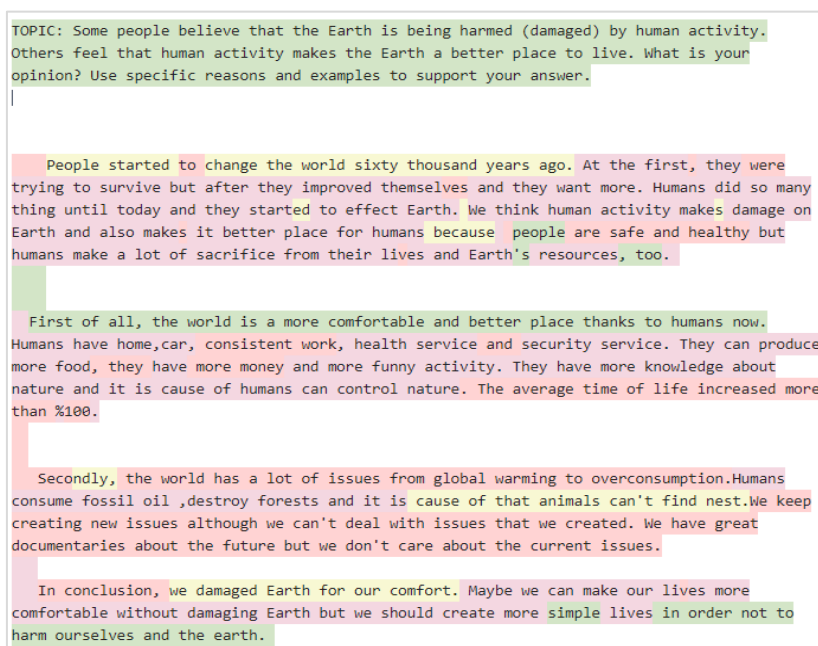 TOPIC: Some people believe that the Earth is being harmed (damaged) by human activity.
Others feel that human activity makes the Earth a better place to live. What is your
opinion? Use specific reasons and examples to support your answer.
People started to change the world sixty thousand years ago. At the first, they were
trying to survive but after they improved themselves and they want more. Humans did so many
thing until today and they started to effect Earth. We think human activity makes damage on
Earth and also makes it better place for humans because people are safe and healthy but
humans make a lot of sacrifice from their lives and Earth's resources, too.
First of all, the world is a more comfortable and better place thanks to humans now.
Humans have home,car, consistent work, health service and security service. They can produce
more food, they have more money and more funny activity. They have more knowledge about
nature and it is cause of humans can control nature. The average time of life increased more
than %100.
Secondly, the world has a lot of issues from global warming to overconsumption.Humans
consume fossil oil ,destroy forests and it is cause of that animals can't find nest.We keep
creating new issues although we can't deal with issues that we created. We have great
documentaries about the future but we don't care about the current issues.
In conclusion, we damaged Earth for our comfort. Maybe we can make our lives more
comfortable without damaging Earth but we should create more simple lives in order not to
harm ourselves and the earth.